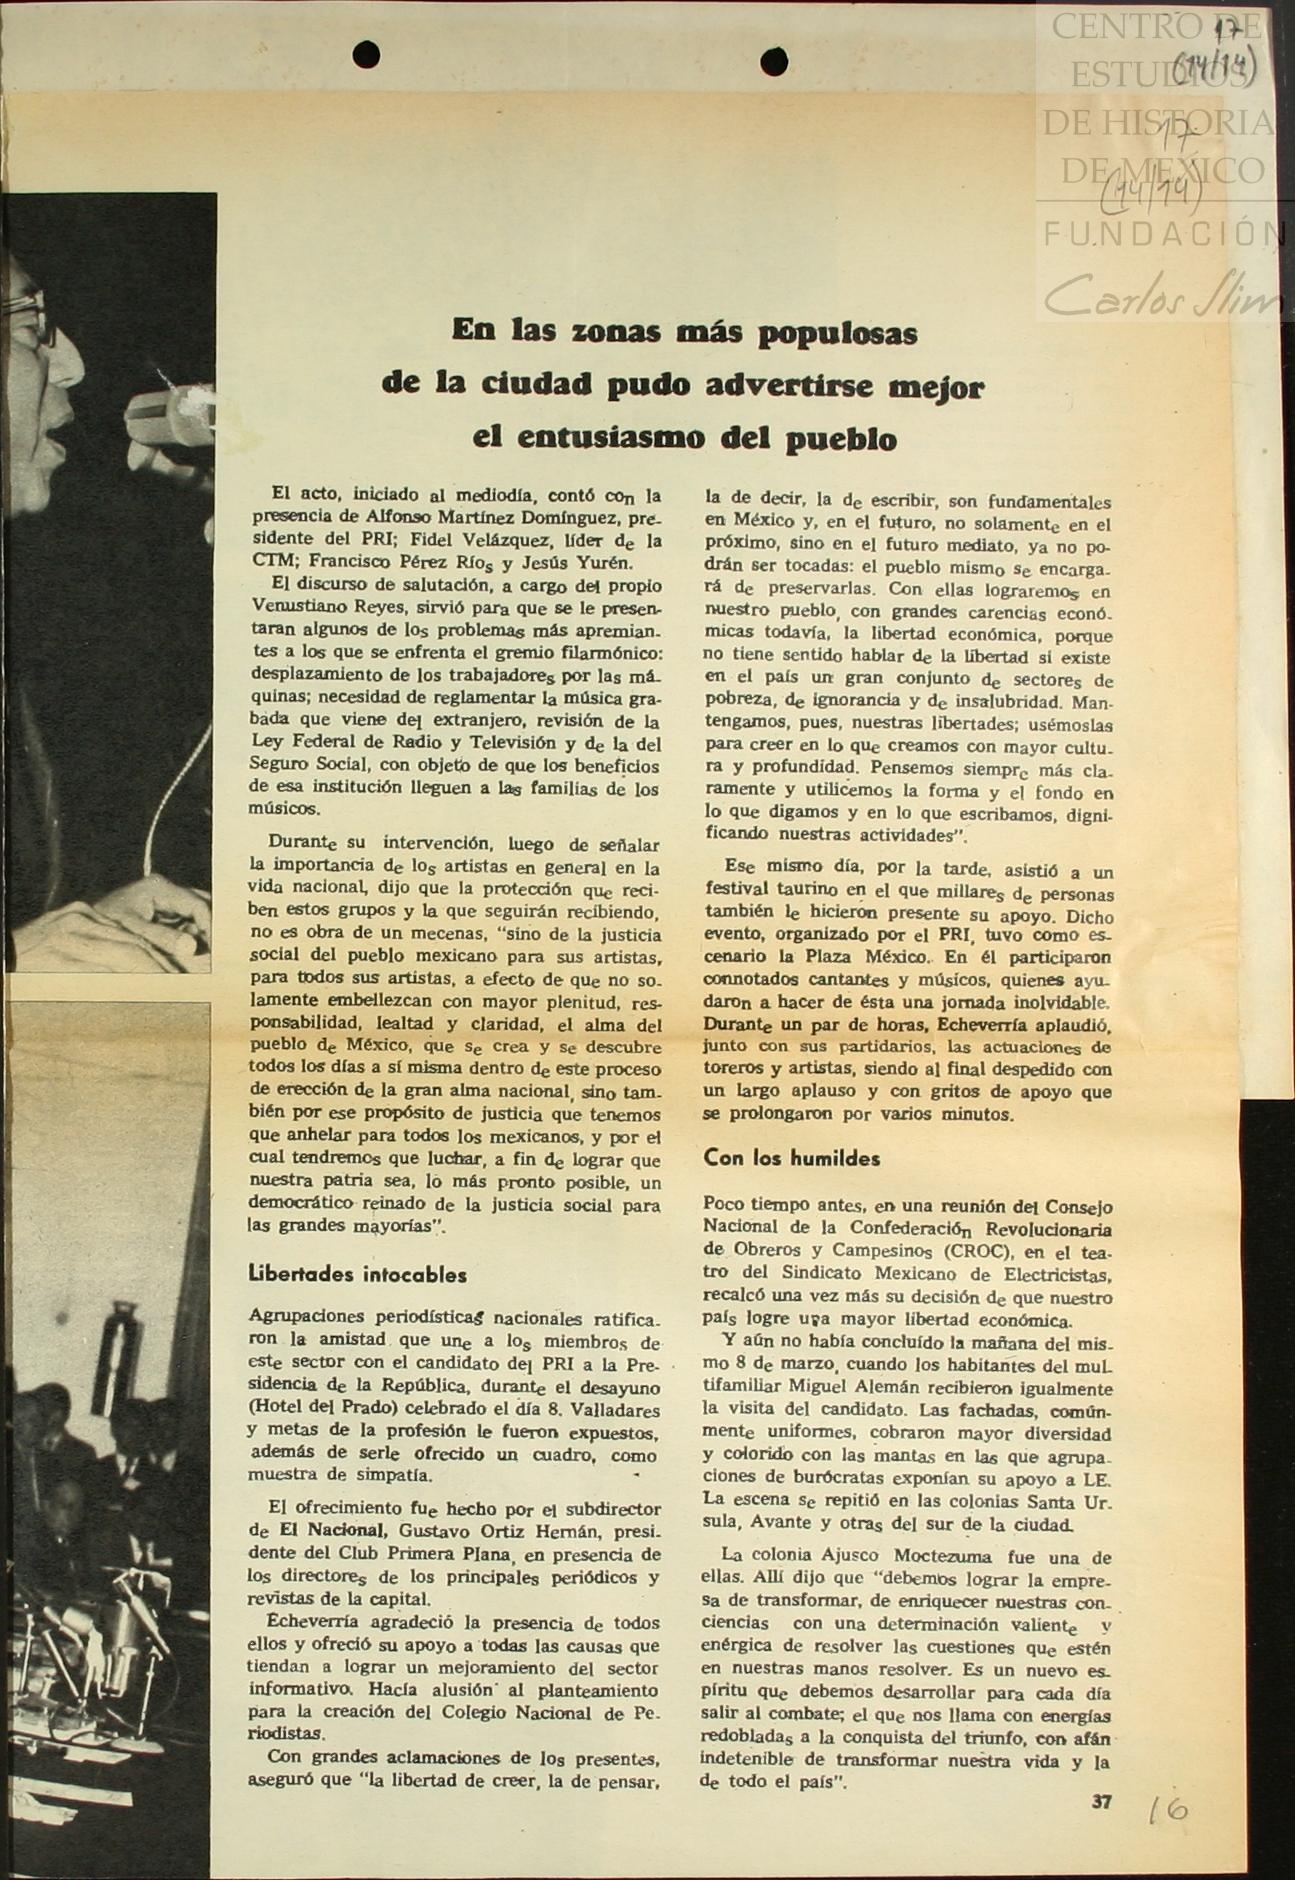 CENTRO DE
ESTUDIOS
DE HISTORIA
DE MEXICO
FUNDACIÓN
Carlos Slim
17
(14/14)
17
(14/14)
En las zonas más populosas
de la ciudad pudo advertirse mejor
el entusiasmo del pueblo
El acto, iniciado al mediodía, contó con la
presencia de Alfonso Martínez Domínguez, pre-
sidente del PRI; Fidel Velázquez, líder de la
CTM; Francisco Pérez Ríos y Jesús Yurén.
El discurso de salutación, a cargo del propio
Venustiano Reyes, sirvió para que se le presen-
taran algunos de los problemas más apremian-
tes a los que se enfrenta el gremio filarmónico:
desplazamiento de los trabajadores por las má-
quinas; necesidad de reglamentar la música gra-
bada que viene del extranjero, revisión de la
Ley Federal de Radio y Televisión y de la del
Seguro Social, con objeto de que los beneficios
de esa institución lleguen a las familias de los
músicos.
Durante su intervención, luego de señalar
la importancia de los artistas en general en la
vida nacional, dijo que la protección que reci-
ben estos grupos y la que seguirán recibiendo,
no es obra de un mecenas, "sino de la justicia
social del pueblo mexicano para sus artistas,
para todos sus artistas, a efecto de que no so-
lamente embellezcan con mayor plenitud, res-
ponsabilidad, lealtad y claridad, el alma del
pueblo de México, que se crea y se descubre
todos los días a sí misma dentro de este proceso
de erección de la gran alma nacional, sino tam-
bién por ese propósito de justicia que tenemos
que anhelar para todos los mexicanos, y por el
cual tendremos que luchar, a fin de lograr que
nuestra patria sea, lo más pronto posible, un
democrático reinado de la justicia social para
las grandes mayorías".
Libertades intocables
Agrupaciones periodísticas nacionales ratifica-
ron la amistad que une a los miembros de
este sector con el candidato del PRI a la Pre-
sidencia de la República, durante el desayuno
(Hotel del Prado) celebrado el día 8. Valladares
y metas de la profesión le fueron expuestos,
además de serle ofrecido un cuadro, como
muestra de simpatía.
El ofrecimiento fue hecho por el subdirector
de El Nacional, Gustavo Ortiz Hernán, presi-
dente del Club Primera Plana, en presencia de
los directores de los principales periódicos y
revistas de la capital.
Echeverría agradeció la presencia de todos
ellos y ofreció su apoyo a todas las causas que
tiendan a lograr un mejoramiento del sector
informativo. Hacía alusión al planteamiento
para la creación del Colegio Nacional de Pe-
riodistas.
Con grandes aclamaciones de los presentes,
aseguró que "la libertad de creer, la de pensar,
la de decir, la de escribir, son fundamentales
en México y, en el futuro, no solamente en el
próximo, sino en el futuro mediato, ya no po-
drán ser tocadas: el pueblo mismo se encarga-
rá de preservarlas. Con ellas lograremos en
nuestro pueblo, con grandes carencias econó-
micas todavía, la libertad económica, porque
no tiene sentido hablar de la libertad si existe
en el país un gran conjunto de sectores de
pobreza, de ignorancia y de insalubridad. Man-
tengamos, pues, nuestras libertades; usémoslas
para creer en lo que creamos con mayor cultu-
ra y profundidad. Pensemos siempre más cla-
ramente y utilicemos la forma y el fondo en
lo que digamos y en lo que escribamos, digni-
ficando nuestras actividades".
Ese mismo día, por la tarde, asistió a un
festival taurino en el que millares de personas
también le hicieron presente su apoyo. Dicho
evento, organizado por el PRI, tuvo como es-
cenario la Plaza México. En él participaron
connotados cantantes y músicos, quienes ayu-
daron a hacer de ésta una jornada inolvidable.
Durante un par de horas, Echeverría aplaudió,
junto con sus partidarios, las actuaciones de
toreros y artistas, siendo al final despedido con
un largo aplauso y con gritos de apoyo que
se prolongaron por varios minutos.
Con los humildes
Poco tiempo antes, en una reunión del Consejo
Nacional de la Confederación Revolucionaria
de Obreros y Campesinos (CROC), en el tea-
tro del Sindicato Mexicano de Electricistas,
recalcó una vez más su decisión de que nuestro
país logre una mayor libertad económica.
Y aún no había concluído la mañana del mis-
mo 8 de marzo, cuando los habitantes del mul-
tifamiliar Miguel Alemán recibieron igualmente
la visita del candidato. Las fachadas, común-
mente uniformes, cobraron mayor diversidad
y colorido con las mantas en las que agrupa-
ciones de burócratas exponían su apoyo a LE.
La escena se repitió en las colonias Santa Ur-
sula, Avante y otras del sur de la ciudad.
La colonia Ajusco Moctezuma fue una de
ellas. Allí dijo que "debemos lograr la empre-
sa de transformar, de enriquecer nuestras con-
ciencias con una determinación valiente y
enérgica de resolver las cuestiones que estén
en nuestras manos resolver. Es un nuevo es-
píritu que debemos desarrollar para cada día
salir al combate; el que nos llama con energías
redobladas a la conquista del triunfo, con afán
indetenible de transformar nuestra vida y la
de todo el país".
37
16